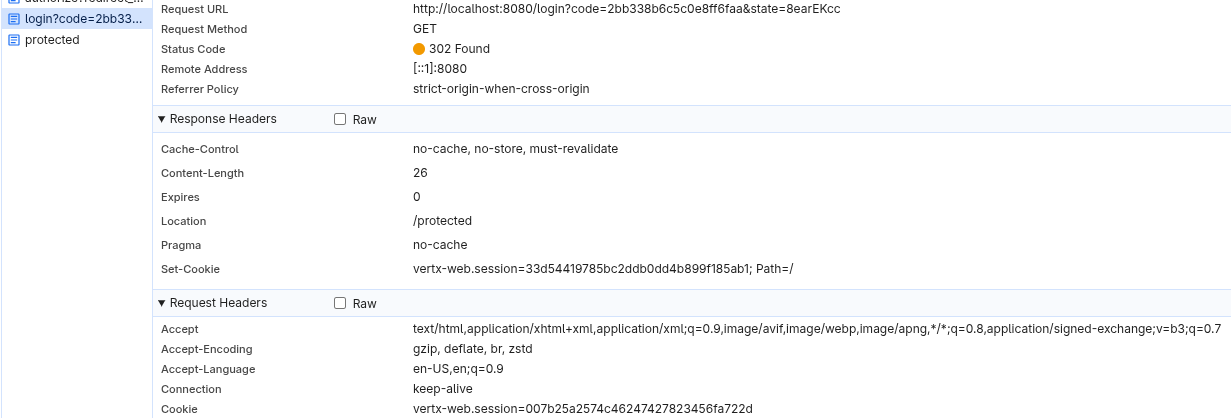 login?code=2bb33...
protected
Request URL http://localhost:8080/login?code=2bb338b6c5c0e8ff6faa&state=8earEKcc
Request Method GET
Status Code 302 Found
Remote Address [::1]:8080
Referrer Policy strict-origin-when-cross-origin
Response Headers Raw
Cache-Control no-cache, no-store, must-revalidate
Content-Length 26
Expires 0
Location /protected
Pragma no-cache
Set-Cookie vertx-web.session=33d54419785bc2ddb0dd4b899f185ab1; Path=/
Request Headers Raw
Accept text/html,application/xhtml+xml,application/xml;q=0.9,image/avif,image/webp,image/apng,*/*;q=0.8,application/signed-exchange;v=b3;q=0.7
Accept-Encoding gzip, deflate, br, zstd
Accept-Language en-US,en;q=0.9
Connection keep-alive
Cookie vertx-web.session=007b25a2574c46247427823456fa722d